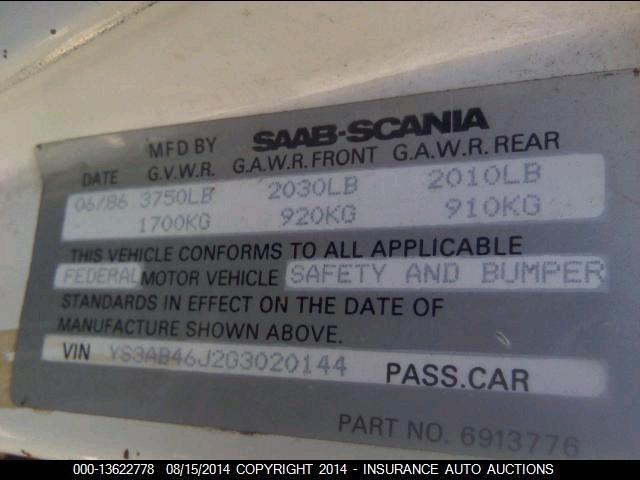 MFD BY SAAB-SCANIA
DATE G.V.W.R. G.A.W.R. FRONT G.A.W.R. REAR
06/86 3750LB 2030LB 2010LB
1700KG 920KG 910KG
THIS VEHICLE CONFORMS TO ALL APPLICABLE
FEDERAL MOTOR VEHICLE SAFETY AND BUMPER
STANDARDS IN EFFECT ON THE DATE OF
MANUFACTURE SHOWN ABOVE.
VIN YS3AB46J2G3020144 PASS.CAR
PART NO. 6913776
000-13622778 08/15/2014 COPYRIGHT 2014 - INSURANCE AUTO AUCTIONS